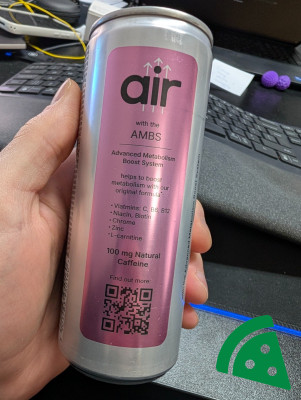 air
with the
AMBS
Advanced Metabolism
Boost System
helps to boost
metabolism with our
original formula*
• Vitamins: C, B6, B12
• Niacin, Biotin
• Chrome
• Zinc
• L-carnitine
100 mg Natural
Caffeine
Find out more